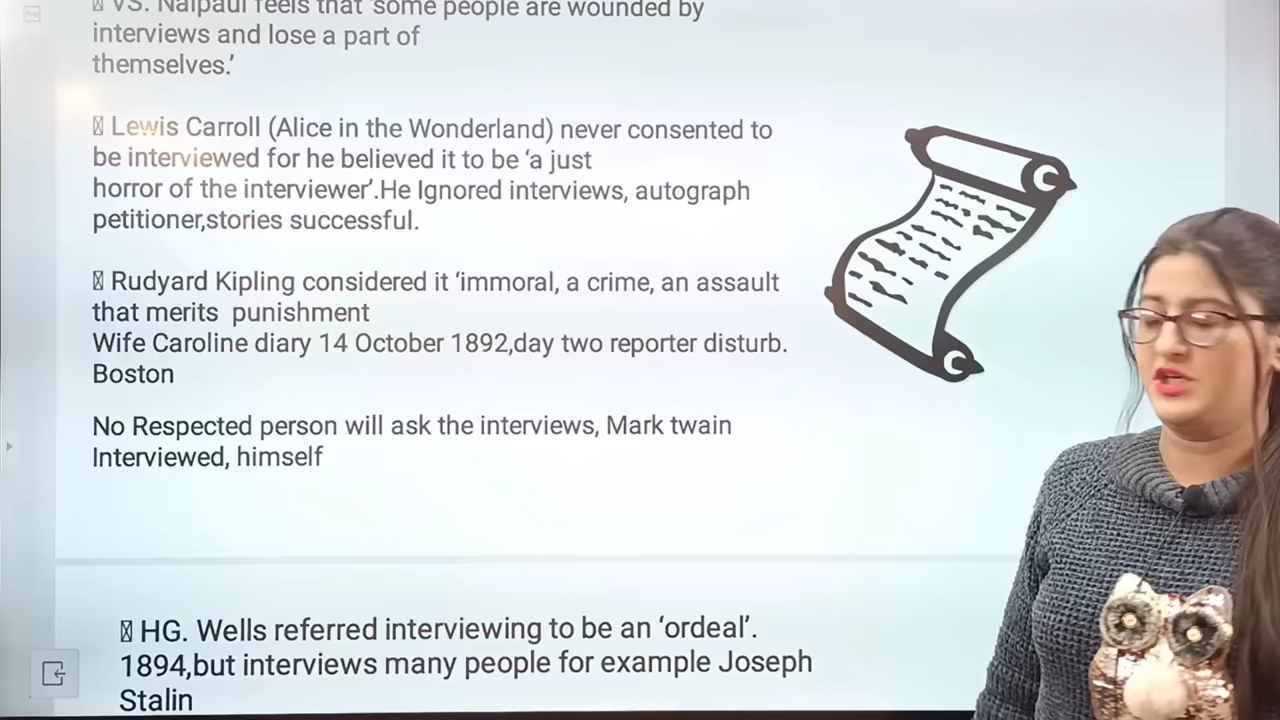 VS. Naipaul feels that 'some people are wounded by
interviews and lose a part of
themselves.’
Lewis Carroll (Alice in the Wonderland) never consented to
be interviewed for he believed it to be ‘a just
horror of the interviewer’.He Ignored interviews, autograph
petitioner,stories successful.
Rudyard Kipling considered it ‘immoral, a crime, an assault
that merits punishment
Wife Caroline diary 14 October 1892,day two reporter disturb.
Boston
No Respected person will ask the interviews, Mark twain
Interviewed, himself
HG. Wells referred interviewing to be an ‘ordeal’.
1894,but interviews many people for example Joseph
Stalin